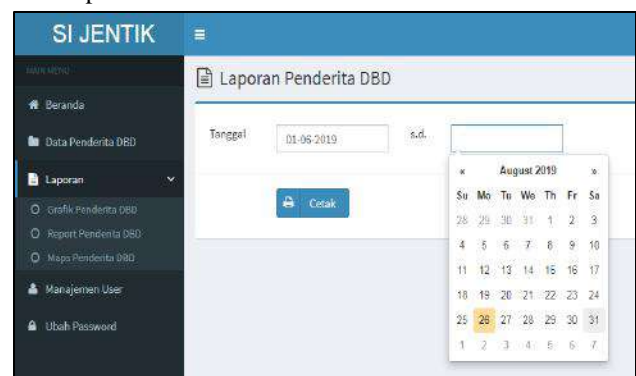 SI JENTIK
MAIN MENU
Beranda
Data Penderita DBD
Laporan
Grafik Penderita DBD
Report Penderita DBD
Maps Penderita DBD
Manajemen User
Ubah Password
Laporan Penderita DBD
Tanggal 01-06-2019 s.d.
Cetak
« August 2019 »
Su Mo Tu We Th Fr Sa
28 29 30 31 1 2 3
4 5 6 7 8 9 10
11 12 13 14 15 16 17
18 19 20 21 22 23 24
25 26 27 28 29 30 31
1 2 3 4 5 6 7